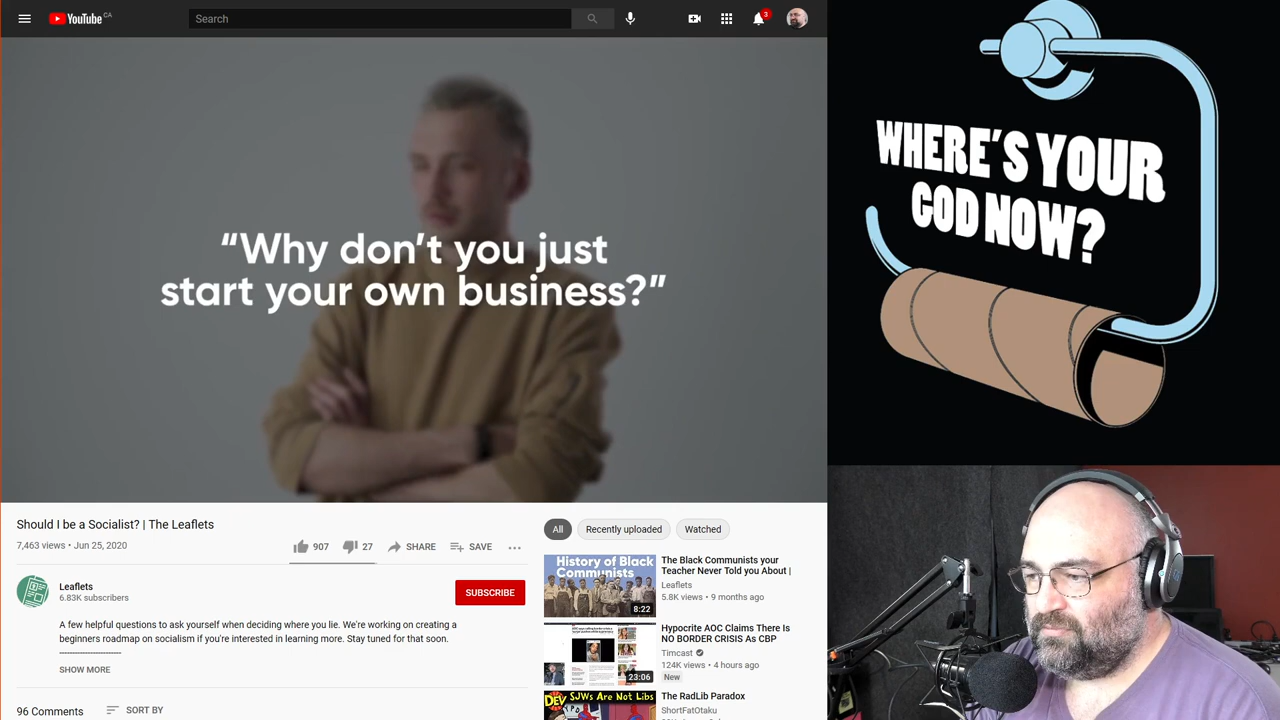 YouTube CA
Search
3
“Why don’t you just
start your own business?”
WHERE’S YOUR
GOD NOW?
Should I be a Socialist? | The Leaflets
7,463 views • Jun 25, 2020
907
27
SHARE
SAVE
Leaflets
6.83K subscribers
SUBSCRIBE
A few helpful questions to ask yourself when deciding where you lie. We're working on creating a
beginners roadmap on socialism if you're interested in learning more. Stay tuned for that soon.
------------------------
SHOW MORE
96 Comments
SORT BY
All
Recently uploaded
Watched
History of Black
Communists
8:22
The Black Communists your
Teacher Never Told you About |
Leaflets
5.8K views • 9 months ago
23:06
Hypocrite AOC Claims There Is
NO BORDER CRISIS As CBP
Timcast
124K views • 4 hours ago
New
DEV
SJWs Are Not Libs
The RadLib Paradox
ShortFatOtaku